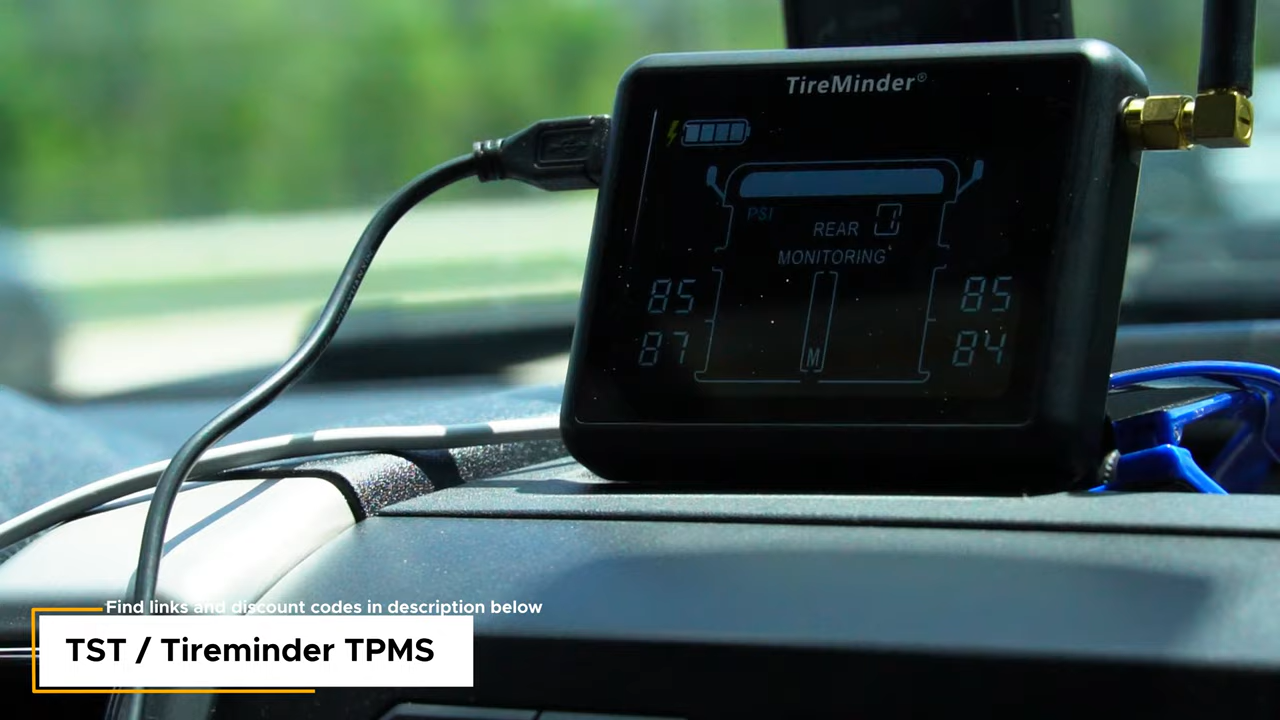 TireMinder®
PSI
REAR 7
MONITORING
85 85
87 84
M
Find links and discount codes in description below
TST / Tireminder TPMS